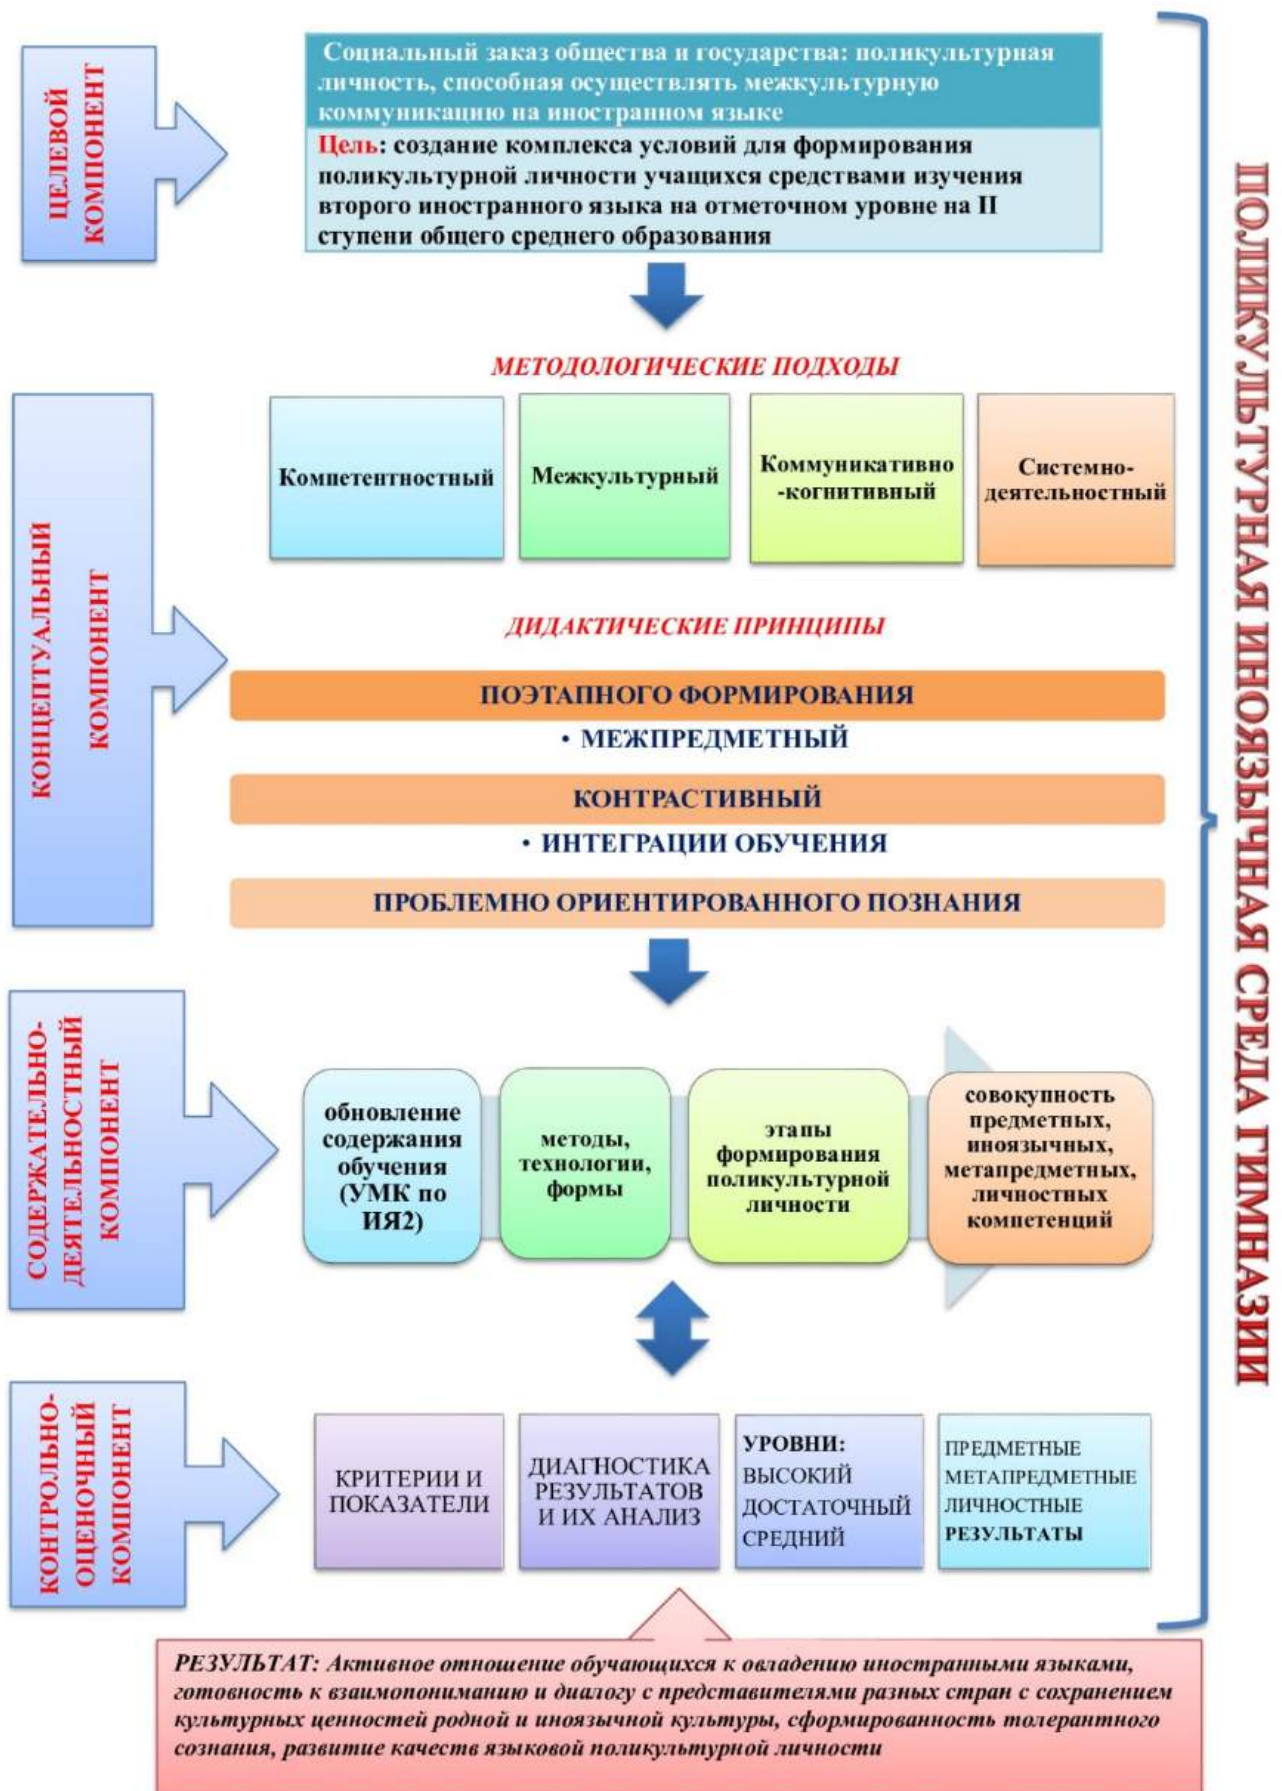 ЦЕЛЕВОЙ
КОМПОНЕНТ
Социальный заказ общества и государства: поликультурная
личность, способная осуществлять межкультурную
коммуникацию на иностранном языке
Цель: создание комплекса условий для формирования
поликультурной личности учащихся средствами изучения
второго иностранного языка на отметочном уровне на II
ступени общего среднего образования
КОНЦЕПТУАЛЬНЫЙ
КОМПОНЕНТ
МЕТОДОЛОГИЧЕСКИЕ ПОДХОДЫ
Компетентностный
Межкультурный
Коммуникативно
-когнитивный
Системно-
деятельностный
ДИДАКТИЧЕСКИЕ ПРИНЦИПЫ
ПОЭТАПНОГО ФОРМИРОВАНИЯ
• МЕЖПРЕДМЕТНЫЙ
КОНТРАСТИВНЫЙ
• ИНТЕГРАЦИИ ОБУЧЕНИЯ
ПРОБЛЕМНО ОРИЕНТИРОВАННОГО ПОЗНАНИЯ
СОДЕРЖАТЕЛЬНО-
ДЕЯТЕЛЬНОСТНЫЙ
КОМПОНЕНТ
обновление
содержания
обучения
(УМК по
ИЯ2)
методы,
технологии,
формы
этапы
формирования
поликультурной
личности
совокупность
предметных,
иноязычных,
метапредметных,
личностных
компетенций
КОНТРОЛЬНО-
ОЦЕНОЧНЫЙ
КОМПОНЕНТ
КРИТЕРИИ И
ПОКАЗАТЕЛИ
ДИАГНОСТИКА
РЕЗУЛЬТАТОВ
И ИХ АНАЛИЗ
УРОВНИ:
ВЫСОКИЙ
ДОСТАТОЧНЫЙ
СРЕДНИЙ
ПРЕДМЕТНЫЕ
МЕТАПРЕДМЕТНЫЕ
ЛИЧНОСТНЫЕ
РЕЗУЛЬТАТЫ
РЕЗУЛЬТАТ: Активное отношение обучающихся к овладению иностранными языками,
готовность к взаимопониманию и диалогу с представителями разных стран с сохранением
культурных ценностей родной и иноязычной культуры, сформированность толерантного
сознания, развитие качеств языковой поликультурной личности
ПОЛИКУЛЬТУРНАЯ ИНОЯЗЫЧНАЯ СРЕДА ГИМНАЗИИ